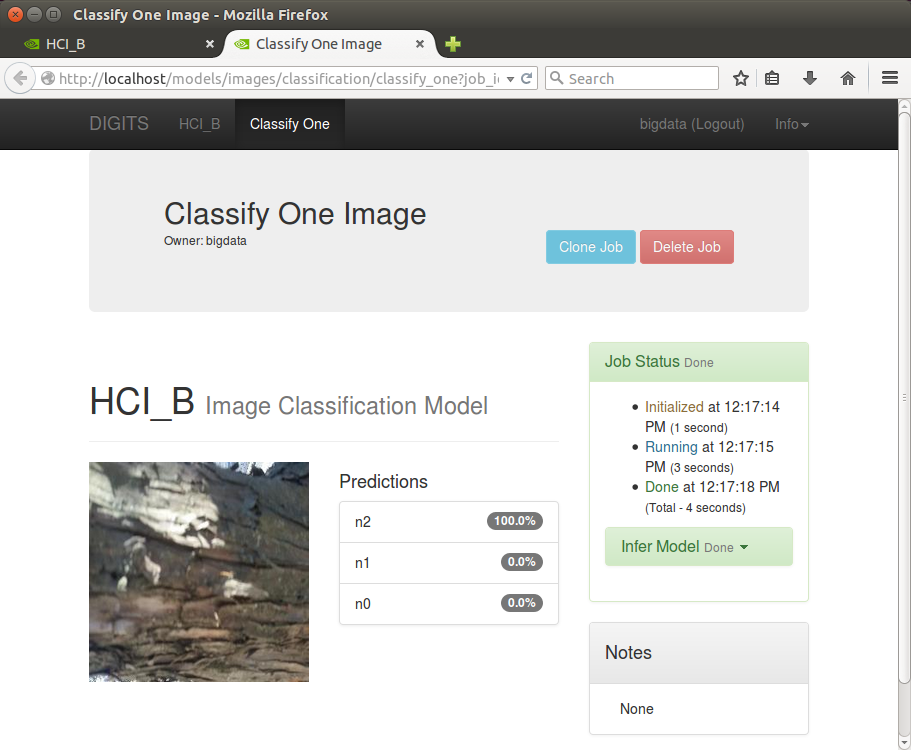 Classify One Image - Mozilla Firefox
HCI_B
Classify One Image
http://localhost/models/images/classification/classify_one?job_i
Search
DIGITS HCI_B Classify One bigdata (Logout) Info
Classify One Image
Owner: bigdata
Clone Job Delete Job
HCI_B Image Classification Model
Predictions
n2 100.0%
n1 0.0%
n0 0.0%
Job Status Done
Initialized at 12:17:14
PM (1 second)
Running at 12:17:15
PM (3 seconds)
Done at 12:17:18 PM
(Total - 4 seconds)
Infer Model Done
Notes
None